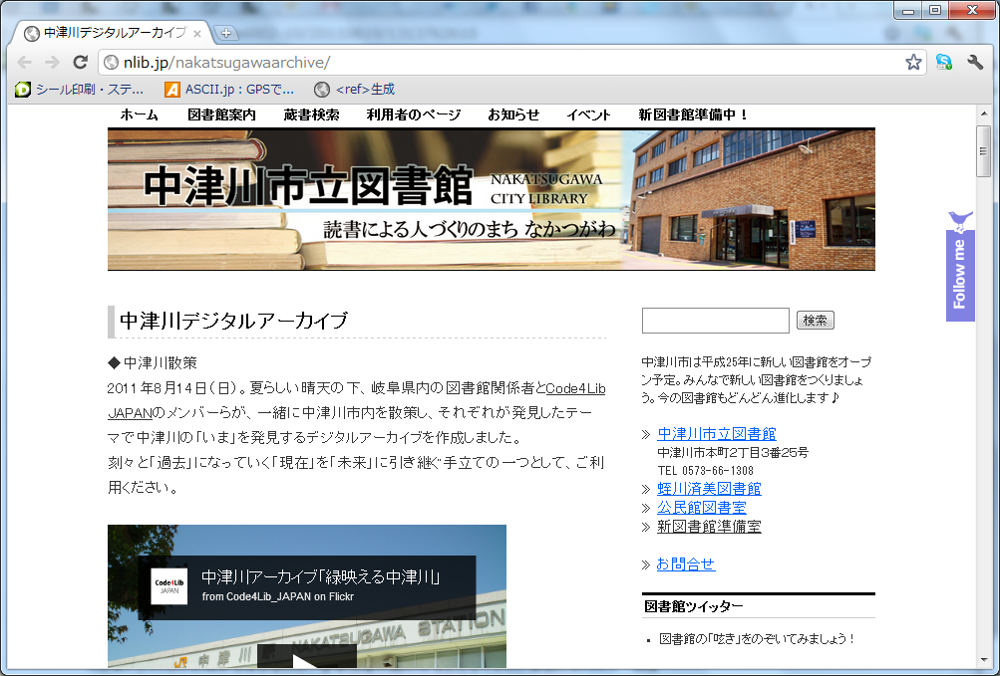 中津川デジタルアーカイブ
nlib.jp/nakatsugawaarchive/
シール印刷・ステ...
ASCII.jp：GPSで...
<ref>生成
ホーム 図書館案内 蔵書検索 利用者のページ お知らせ イベント 新図書館準備中！
中津川市立図書館
NAKATSUGAWA
CITY LIBRARY
読書による人づくりのまち なかつがわ
Follow me
中津川デジタルアーカイブ
◆中津川散策
2011年8月14日（日）。夏らしい晴天の下、岐阜県内の図書館関係者とCode4Lib
JAPANのメンバーらが、一緒に中津川市内を散策し、それぞれが発見したテー
マで中津川の「いま」を発見するデジタルアーカイブを作成しました。
刻々と「過去」になっていく「現在」を「未来」に引き継ぐ手立ての一つとして、ご利
用ください。
Code4Lib
JAPAN
中津川アーカイブ「緑映える中津川」
from Code4Lib_JAPAN on Flickr
JR 中津川駅 NAKATSUGAWA STATION
検索
中津川市は平成25年に新しい図書館をオープ
ン予定。みんなで新しい図書館をつくりましょ
う。今の図書館もどんどん進化します♪
» 中津川市立図書館
中津川市本町2丁目3番25号
TEL 0573-66-1308
» 蛭川済美図書館
» 公民館図書室
» 新図書館準備室
» お問合せ
図書館ツイッター
• 図書館の「呟き」をのぞいてみましょう！